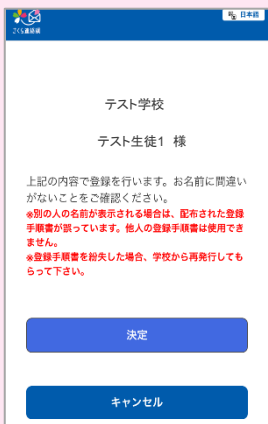 さくら連絡網
日本語
テスト学校
テスト生徒1 様
上記の内容で登録を行います。お名前に間違い
がないことをご確認ください。
※別の人の名前が表示される場合は、配布された登録
手順書が誤っています。他人の登録手順書は使用でき
ません。
※登録手順書を紛失した場合、学校から再発行しても
らって下さい。
決定
キャンセル